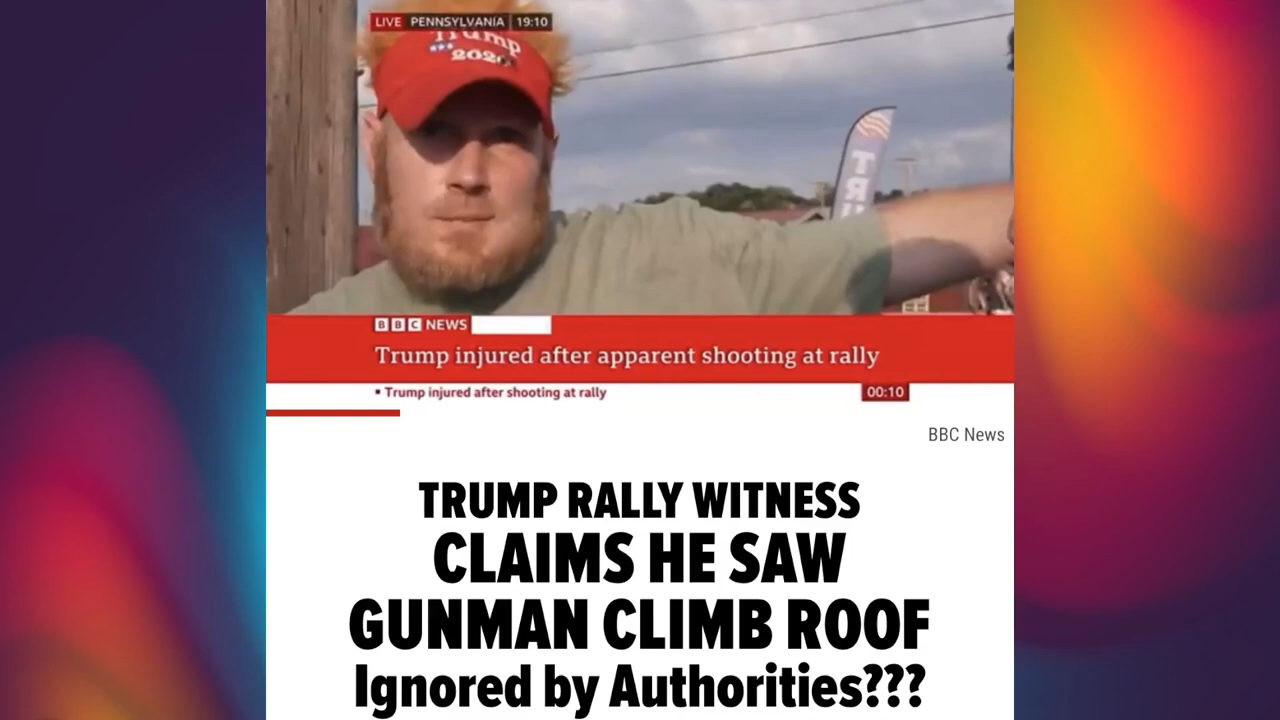 LIVE PENNSYLVANIA 19:10
Trump
2020
TRU
BBC NEWS
Trump injured after apparent shooting at rally
▪ Trump injured after shooting at rally 00:10
BBC News
TRUMP RALLY WITNESS
CLAIMS HE SAW
GUNMAN CLIMB ROOF
Ignored by Authorities???